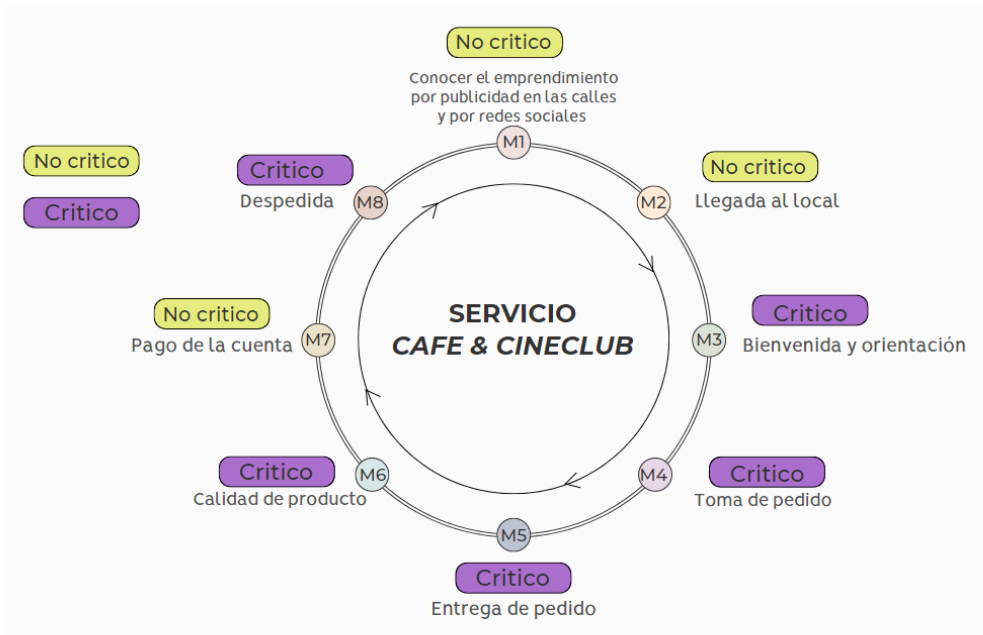 No critico
Conocer el emprendimiento
por publicidad en las calles
y por redes sociales
M1
No critico
Critico
No critico
Llegada al local
M2
Critico
Despedida
M8
Critico
Bienvenida y orientación
M3
SERVICIO
CAFE & CINECLUB
No critico
Pago de la cuenta
M7
Critico
Toma de pedido
M4
Critico
Calidad de producto
M6
M5
Critico
Entrega de pedido